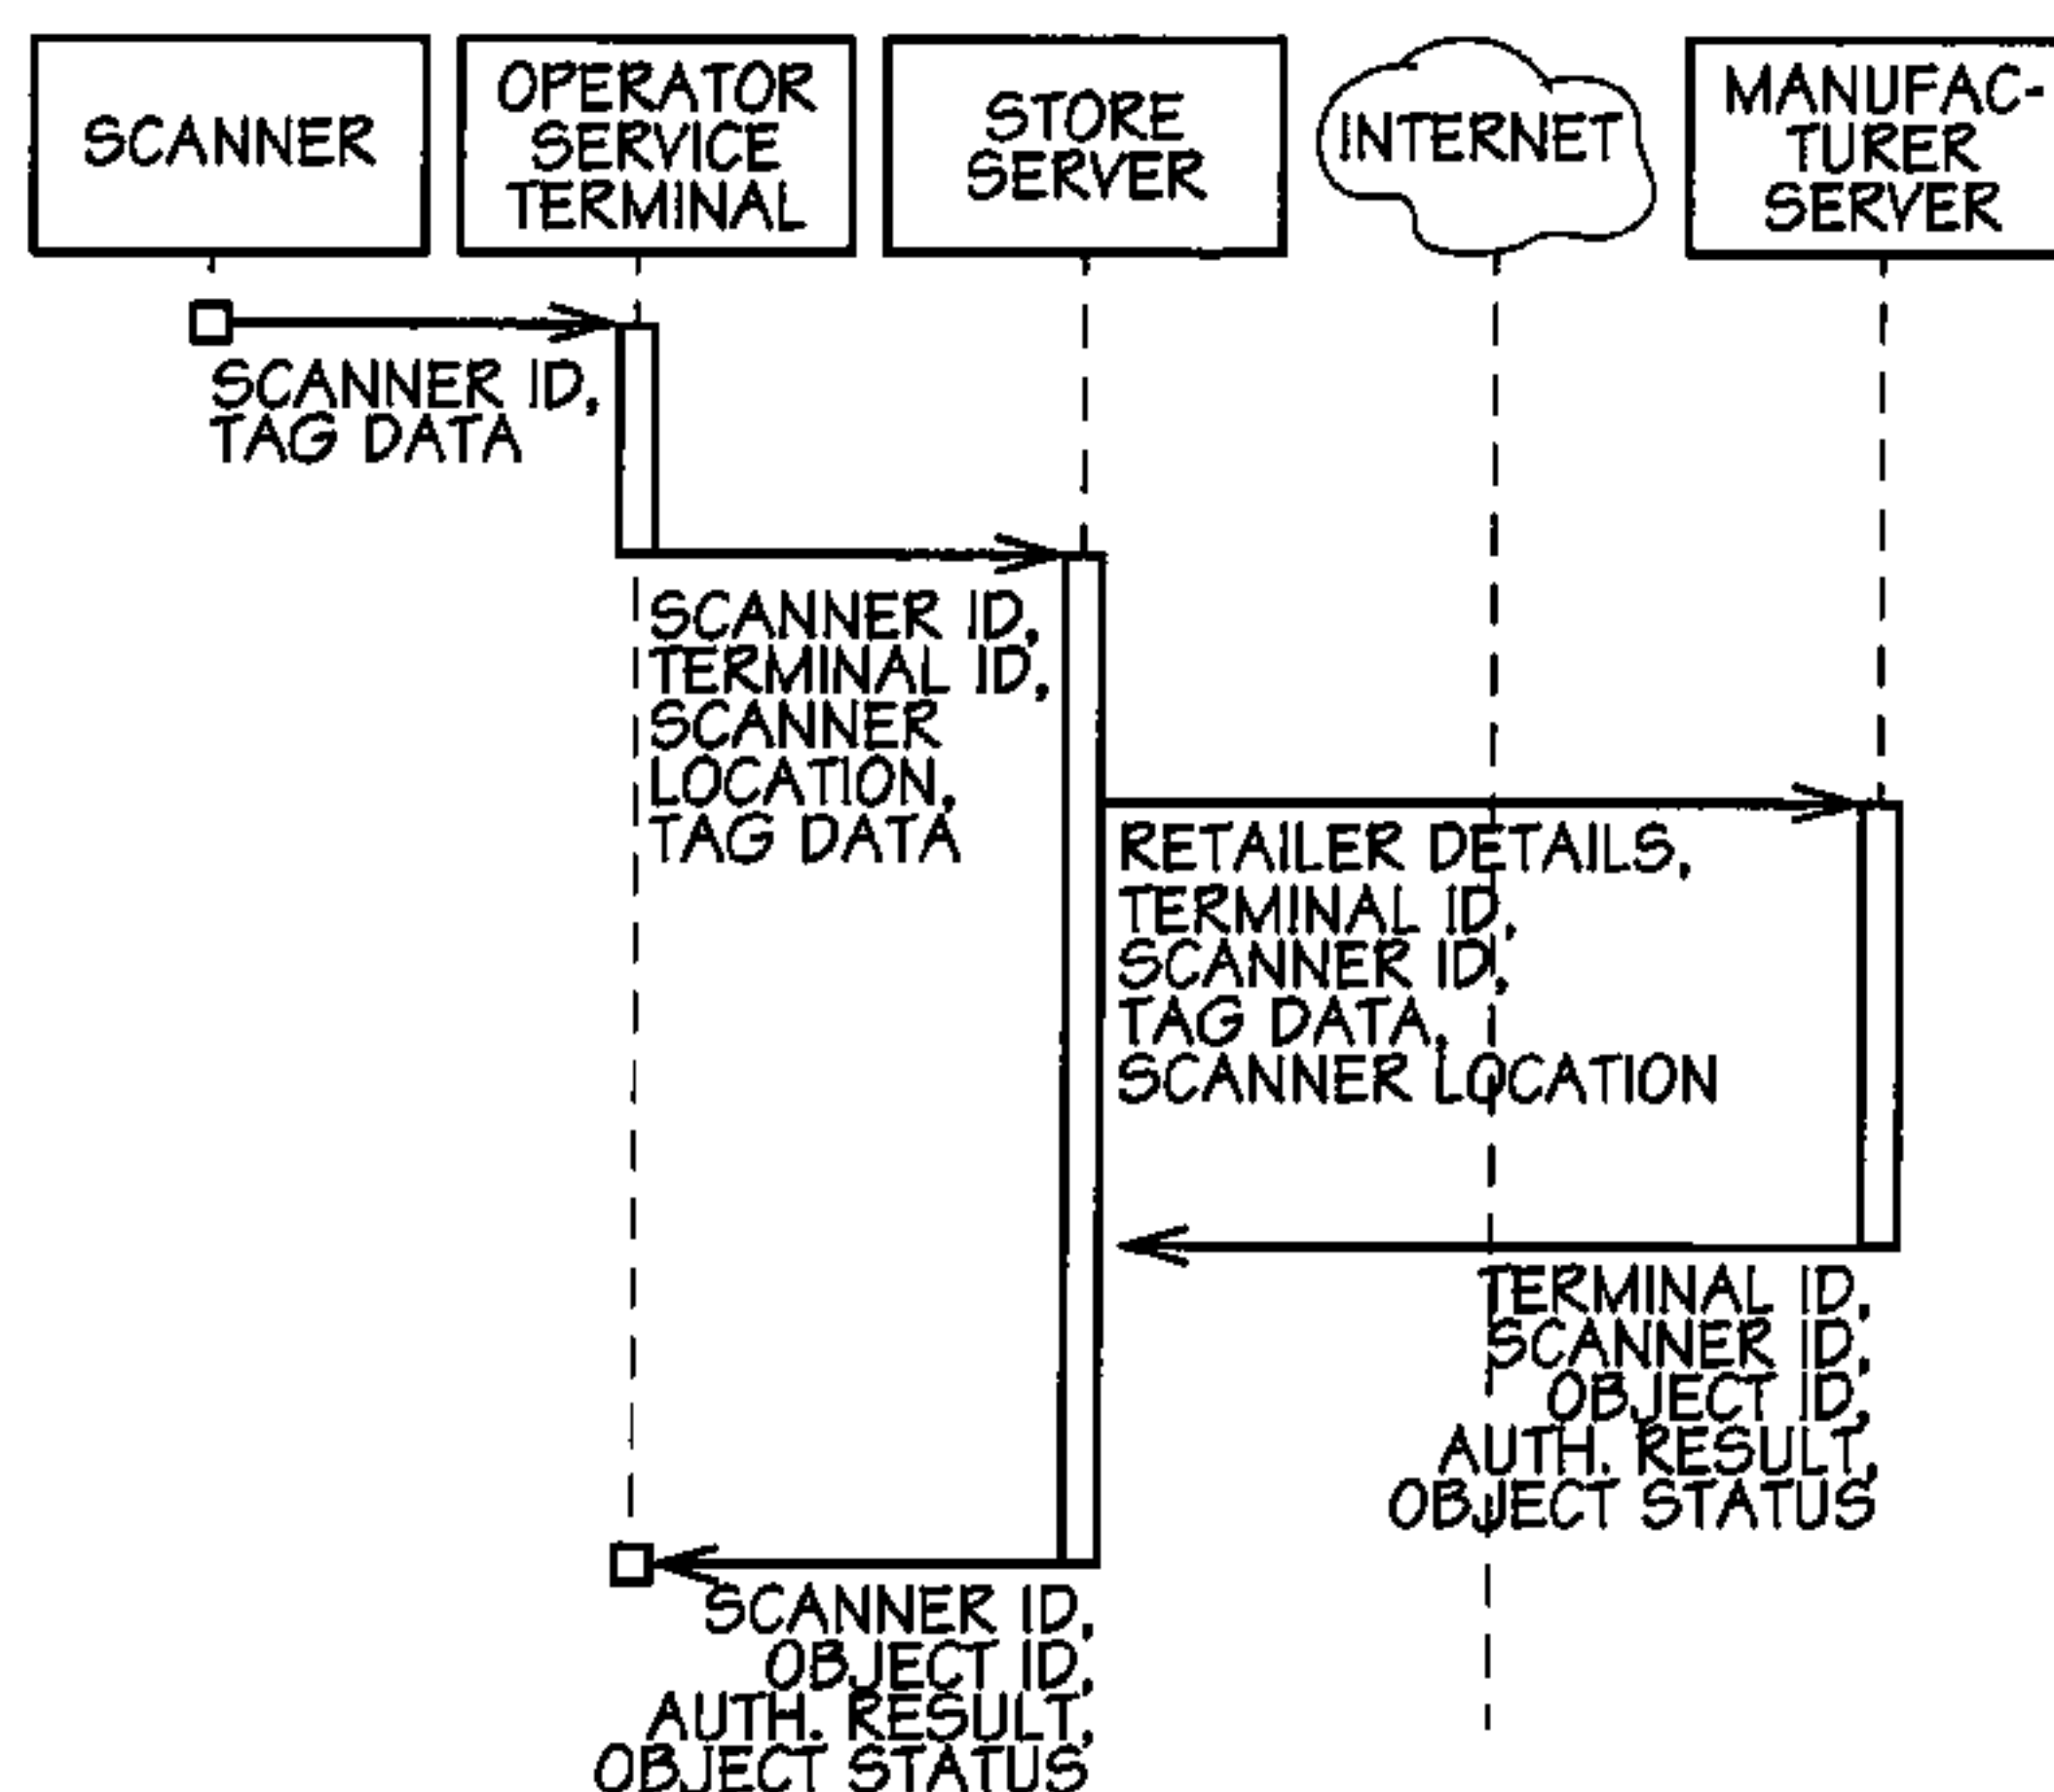 SCANNER
OPERATOR
SERVICE
TERMINAL
STORE
SERVER
INTERNET
MANUFAC-
TURER
SERVER
SCANNER ID,
TAG DATA
SCANNER ID,
TERMINAL ID,
SCANNER
LOCATION,
TAG DATA
RETAILER DETAILS,
TERMINAL ID,
SCANNER ID,
TAG DATA,
SCANNER LOCATION
TERMINAL ID,
SCANNER ID,
OBJECT ID,
AUTH. RESULT,
OBJECT STATUS
SCANNER ID,
OBJECT ID,
AUTH. RESULT,
OBJECT STATUS